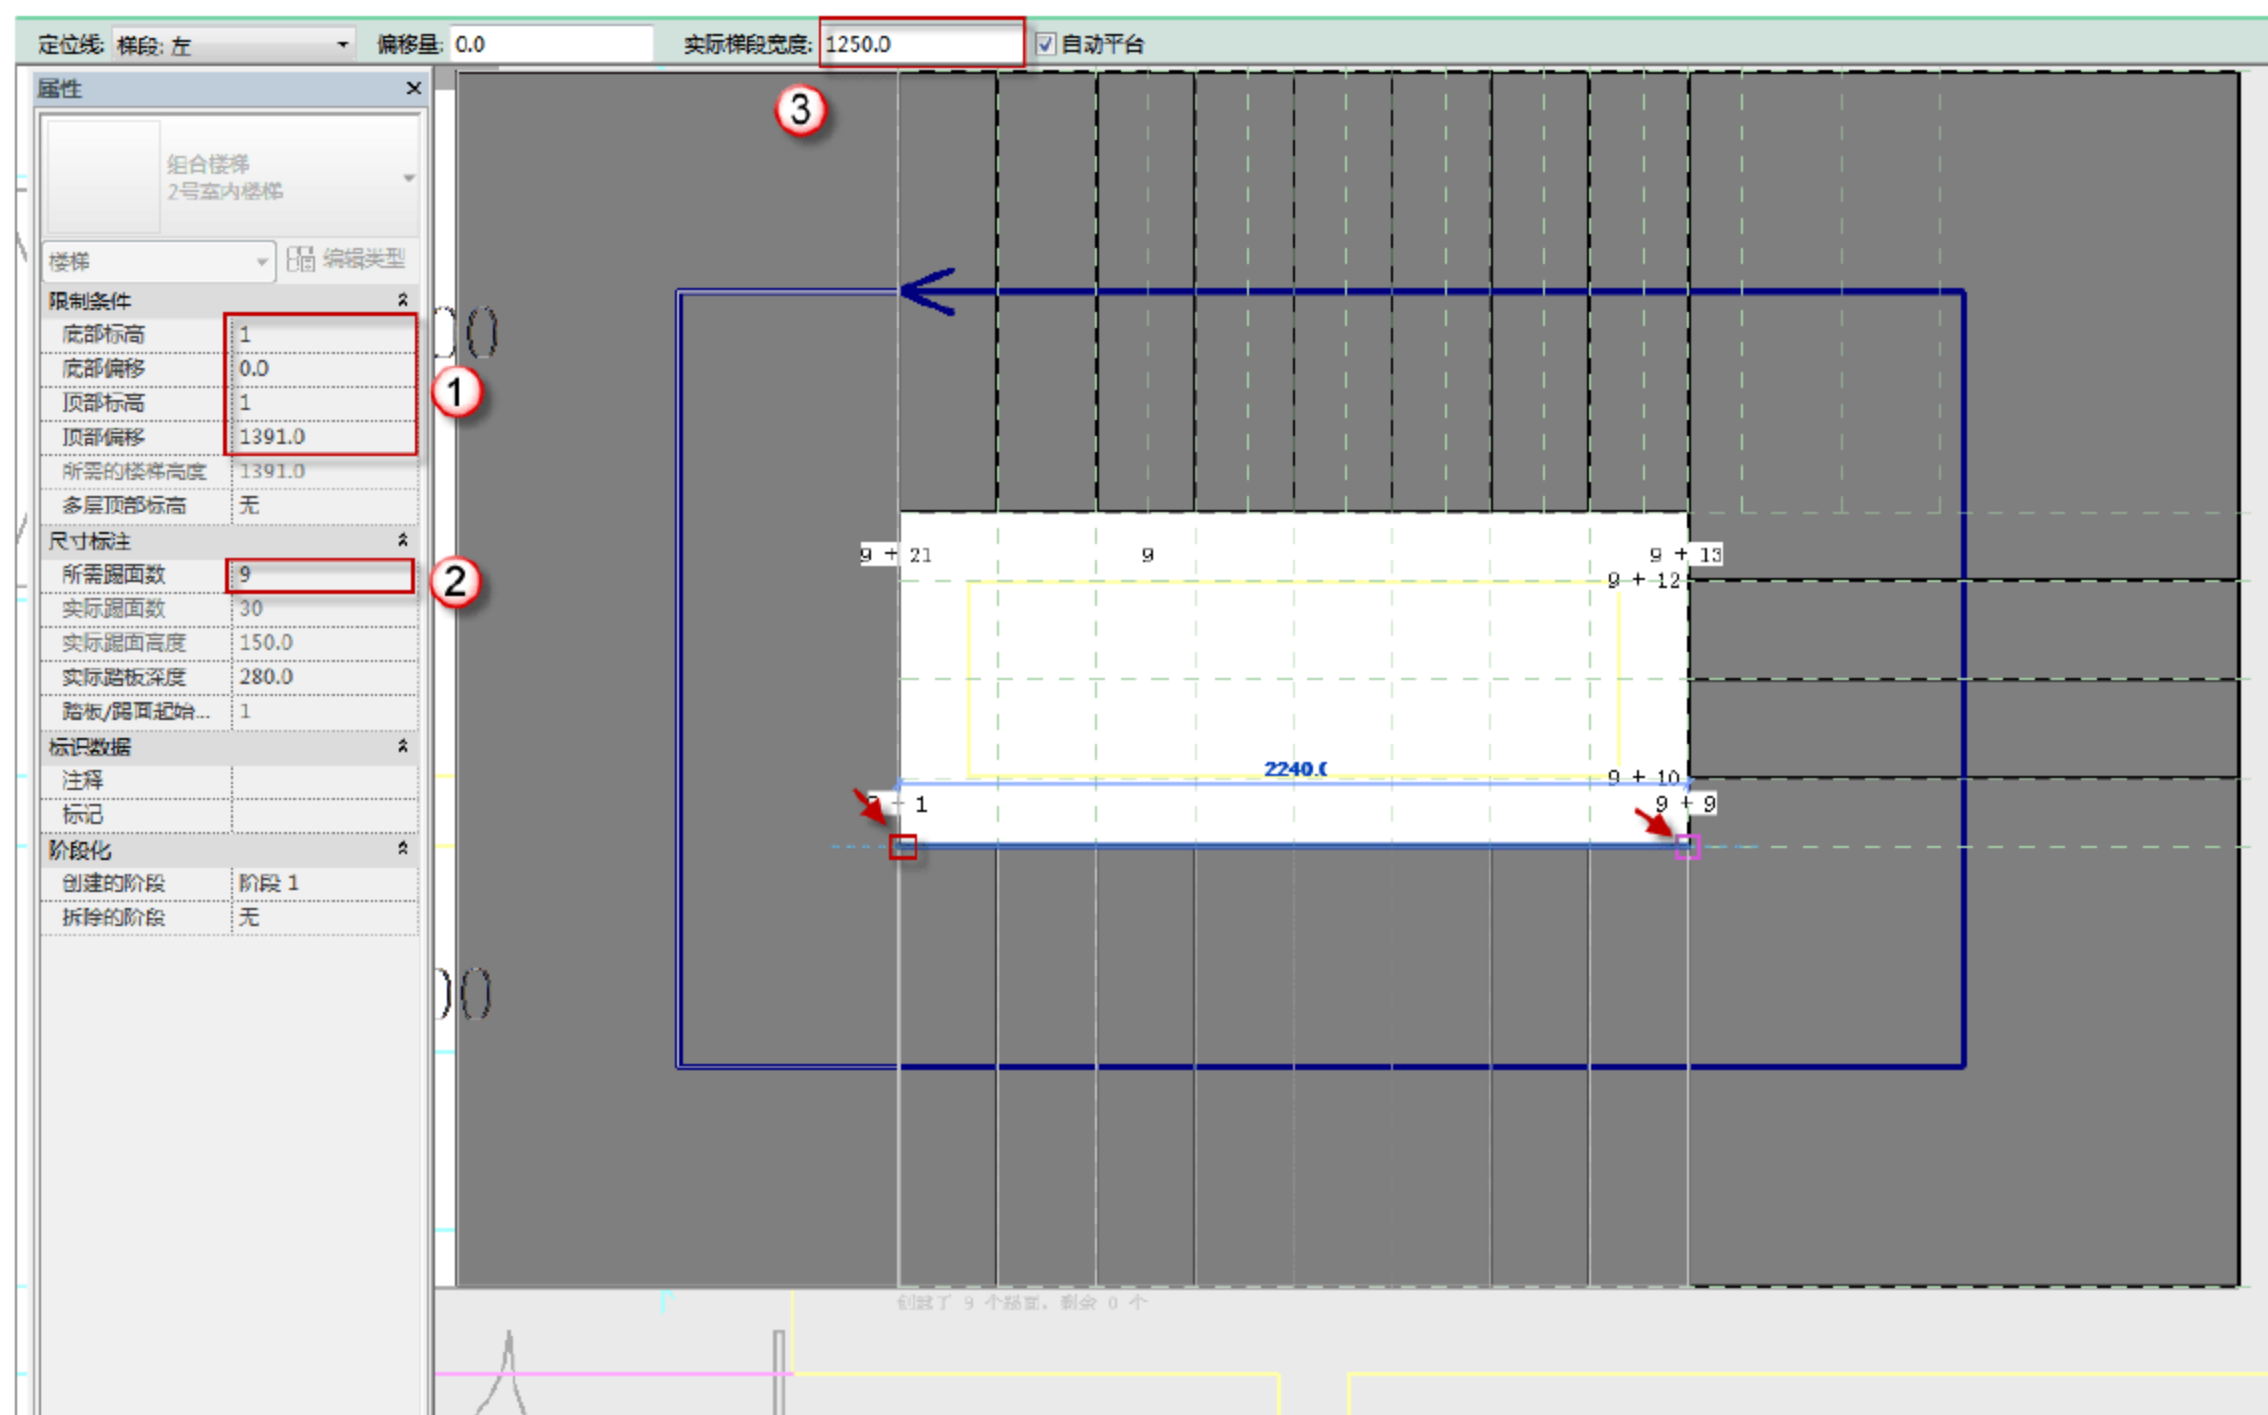 定位线: 梯段: 左 偏移量: 0.0 实际梯段宽度: 1250.0 自动平台
属性
③
组合楼梯
2号室内楼梯
楼梯 编辑类型
限制条件
底部标高 1
底部偏移 0.0
顶部标高 1
顶部偏移 1391.0
①
所需的楼梯高度 1391.0
多层顶部标高 无
尺寸标注
所需踢面数 9
②
实际踢面数 30
实际踢面高度 150.0
实际踏板深度 280.0
踏板/踢面起始... 1
标识数据
注释
标记
阶段化
创建的阶段 阶段 1
拆除的阶段 无
9 + 21 9 9 + 13
9 + 12
2240.0
9 + 10
+ 1 9 + 9
创建了 9 个踢面，剩余 0 个